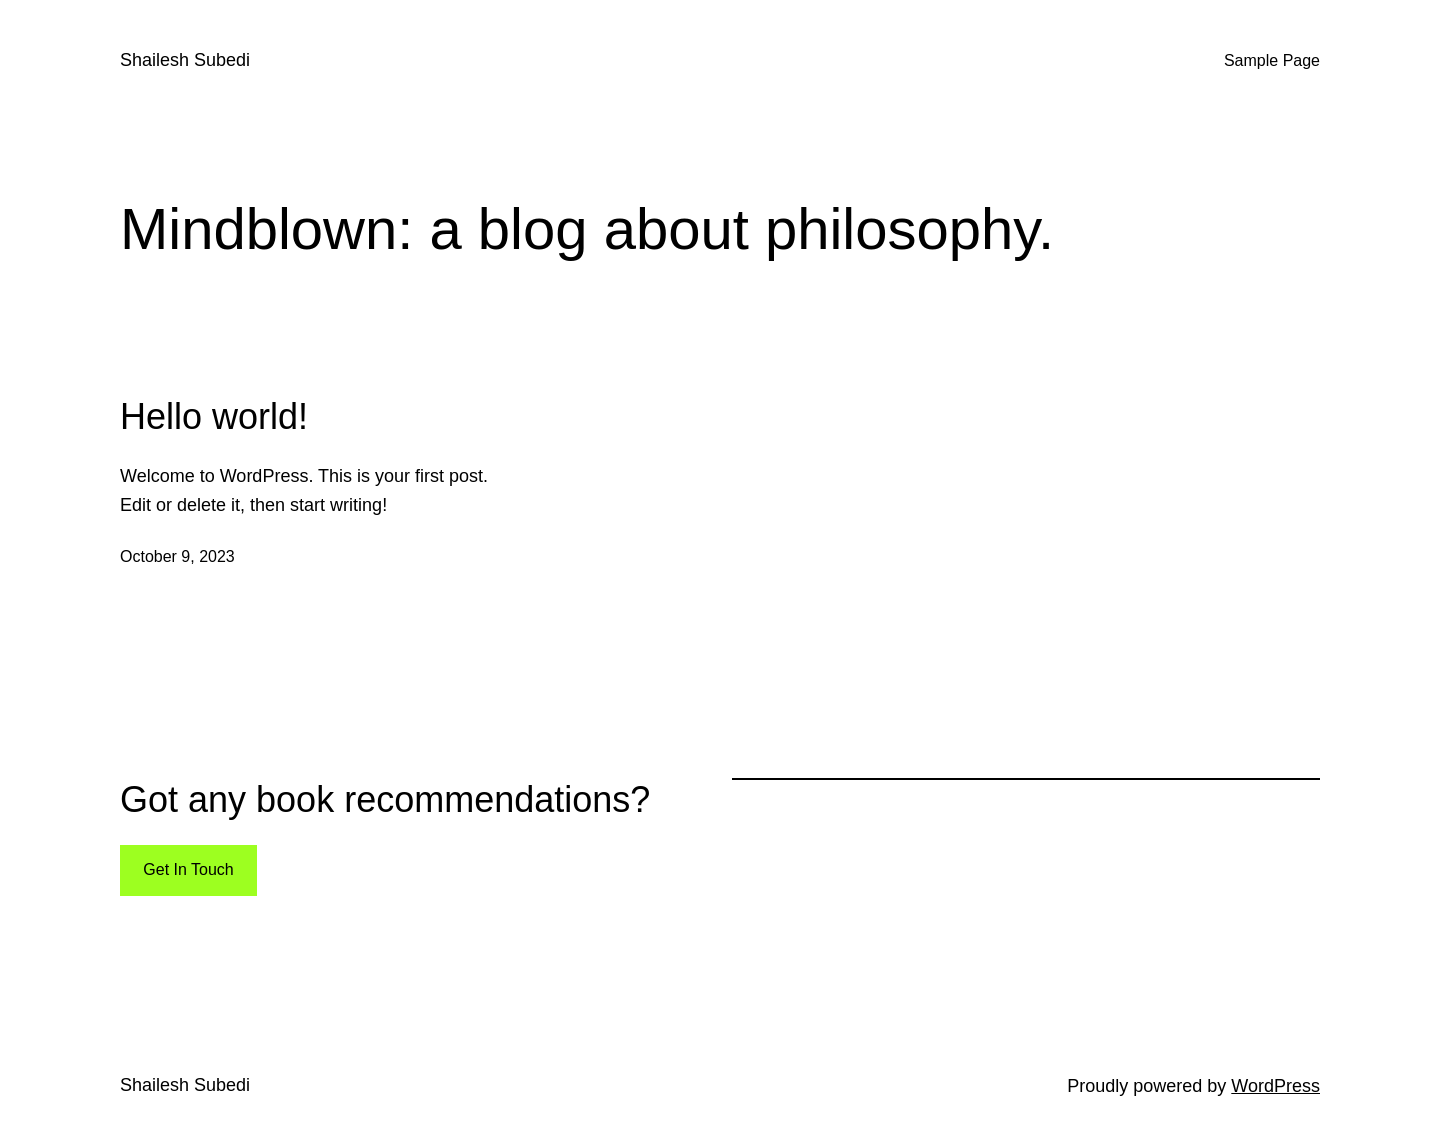 Shailesh Subedi
Sample Page
Mindblown: a blog about philosophy.
Hello world!
Welcome to WordPress. This is your first post.
Edit or delete it, then start writing!
October 9, 2023
Got any book recommendations?
Get In Touch
Shailesh Subedi
Proudly powered by WordPress